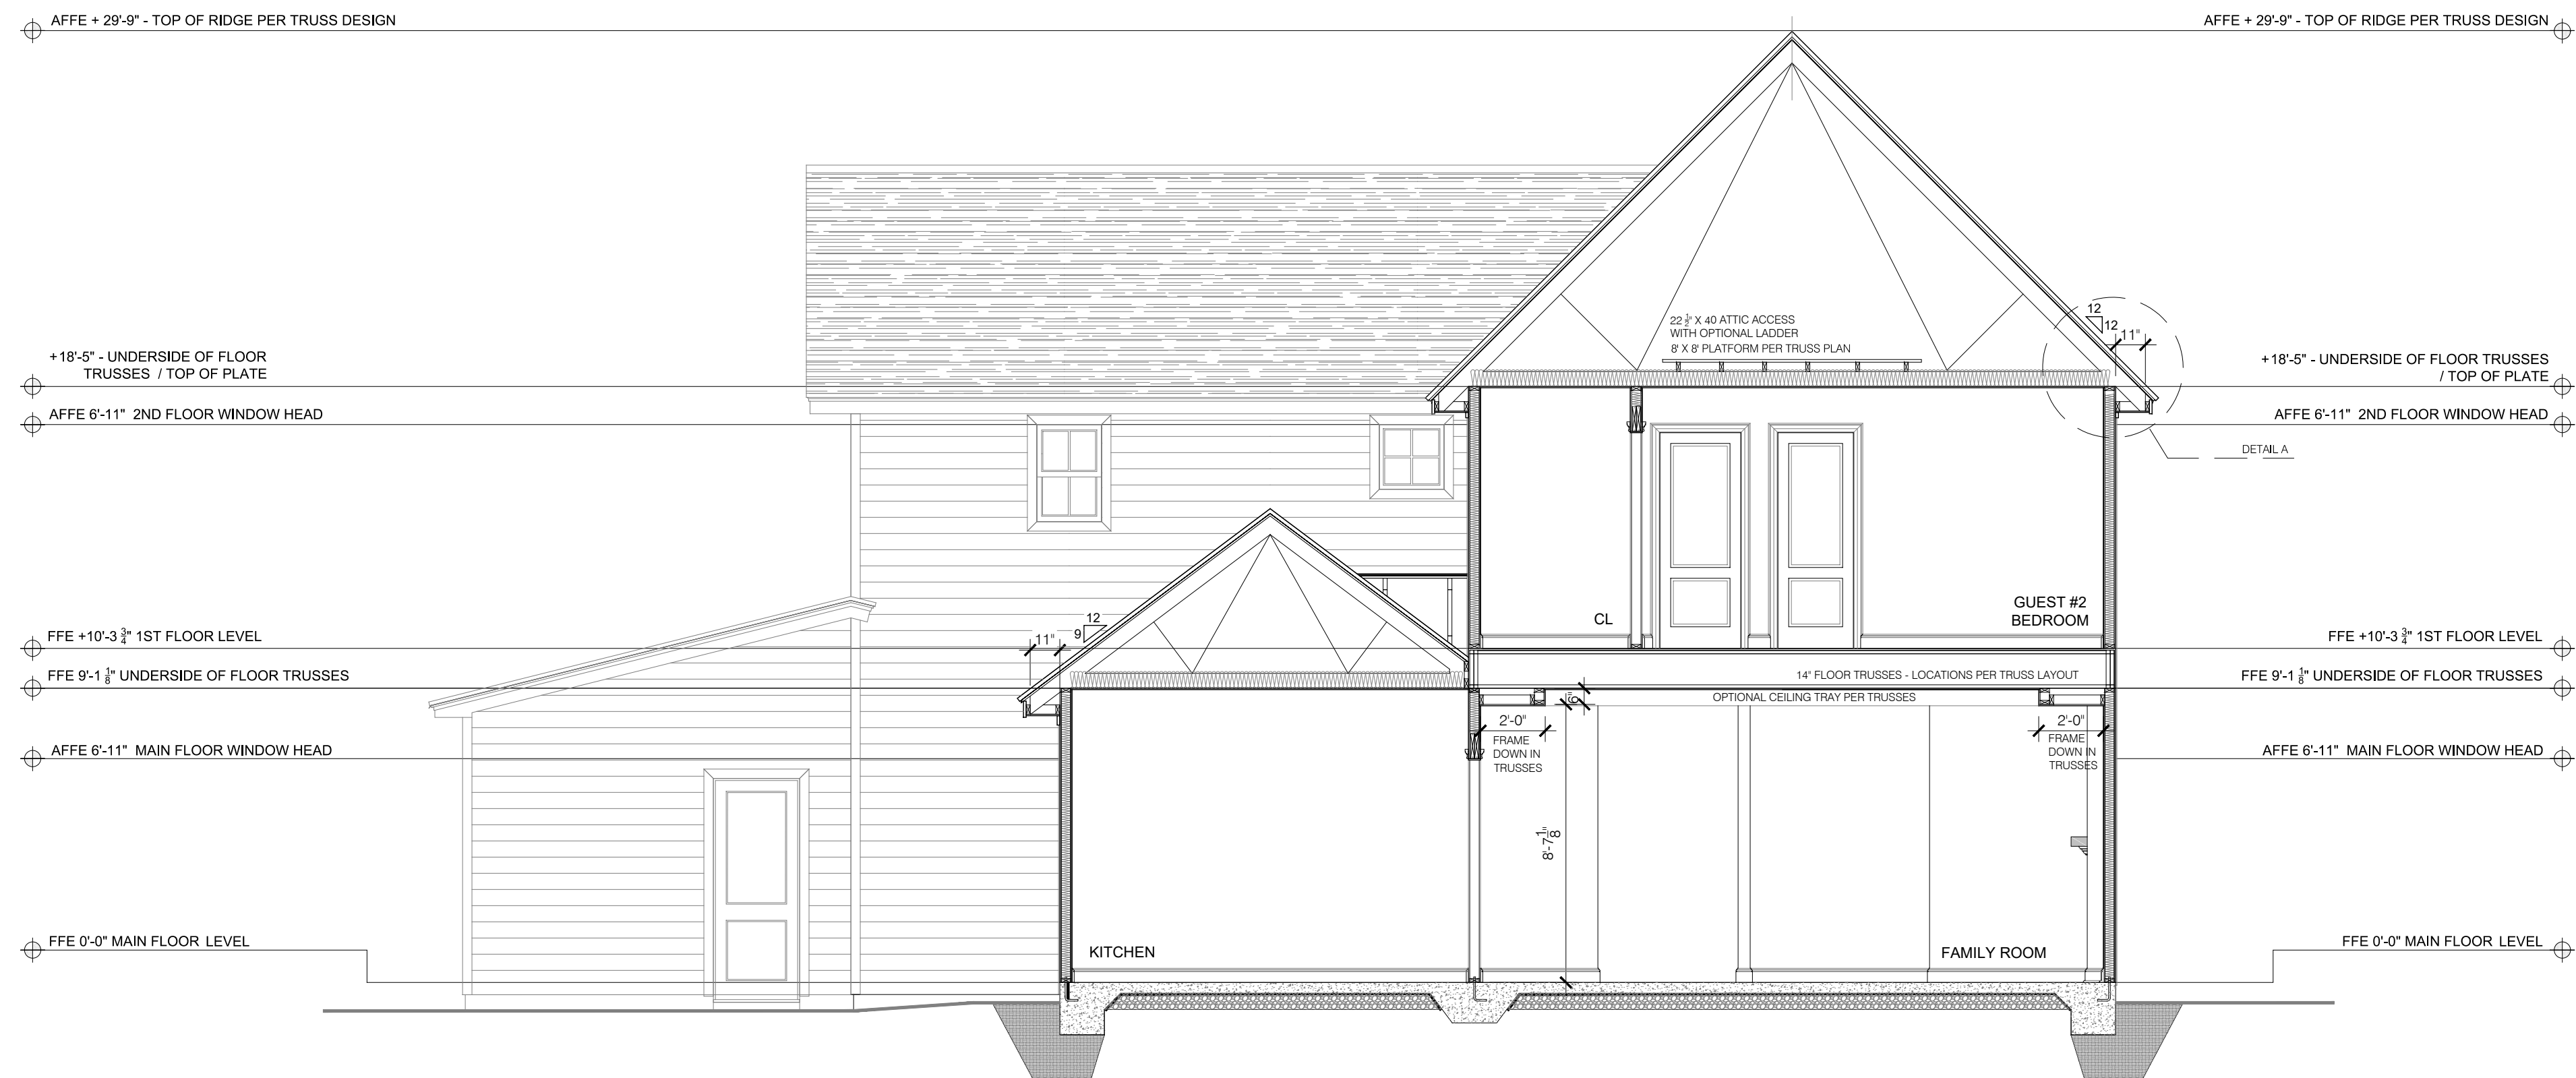 AFFE + 29'-9" - TOP OF RIDGE PER TRUSS DESIGN
AFFE + 29'-9" - TOP OF RIDGE PER TRUSS DESIGN
22 ½" X 40 ATTIC ACCESS
WITH OPTIONAL LADDER
8' X 8' PLATFORM PER TRUSS PLAN
12
12
11"
+18'-5" - UNDERSIDE OF FLOOR
TRUSSES / TOP OF PLATE
+18'-5" - UNDERSIDE OF FLOOR TRUSSES
/ TOP OF PLATE
AFFE 6'-11" 2ND FLOOR WINDOW HEAD
AFFE 6'-11" 2ND FLOOR WINDOW HEAD
DETAIL A
CL
GUEST #2
BEDROOM
12
9
11"
FFE +10'-3 ¾" 1ST FLOOR LEVEL
FFE +10'-3 ¾" 1ST FLOOR LEVEL
FFE 9'-1 ⅛" UNDERSIDE OF FLOOR TRUSSES
14" FLOOR TRUSSES - LOCATIONS PER TRUSS LAYOUT
FFE 9'-1 ⅛" UNDERSIDE OF FLOOR TRUSSES
OPTIONAL CEILING TRAY PER TRUSSES
6"
2'-0"
FRAME
DOWN IN
TRUSSES
2'-0"
FRAME
DOWN IN
TRUSSES
AFFE 6'-11" MAIN FLOOR WINDOW HEAD
AFFE 6'-11" MAIN FLOOR WINDOW HEAD
8'-7⅛"
FFE 0'-0" MAIN FLOOR LEVEL
KITCHEN
FAMILY ROOM
FFE 0'-0" MAIN FLOOR LEVEL